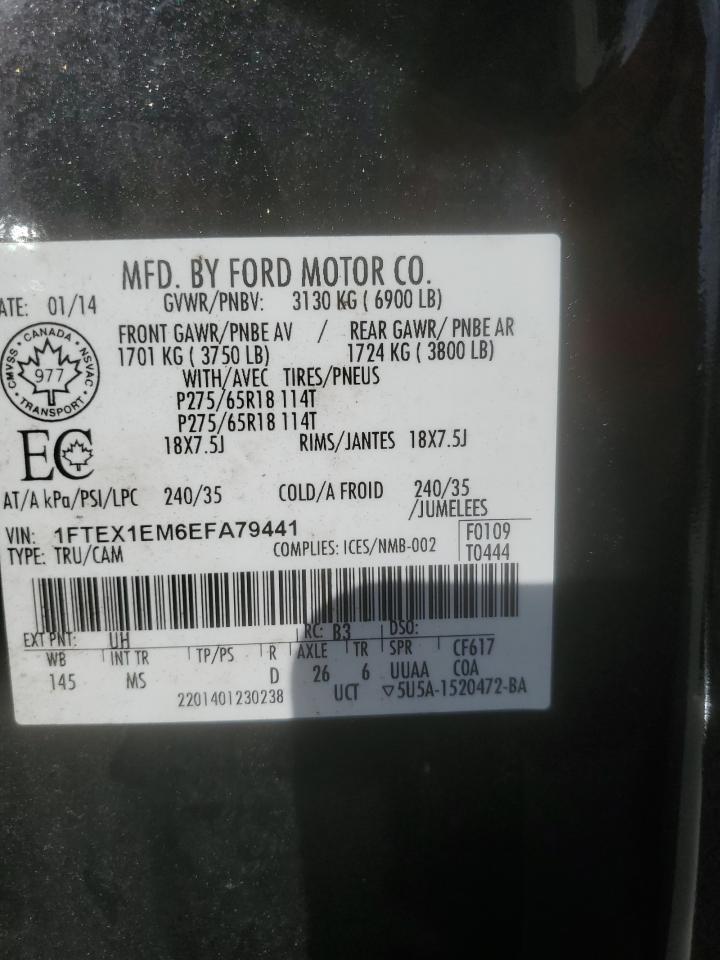 MFD. BY FORD MOTOR CO.
ATE: 01/14 GVWR/PNBV: 3130 KG ( 6900 LB)
FRONT GAWR/PNBE AV / REAR GAWR/ PNBE AR
1701 KG ( 3750 LB) 1724 KG ( 3800 LB)
WITH/AVEC TIRES/PNEUS
P275/65R18 114T
P275/65R18 114T
18X7.5J RIMS/JANTES 18X7.5J
CANADA
CMVSS NSVAC
977
TRANSPORT
EC
AT/A kPa/PSI/LPC 240/35 COLD/A FROID 240/35
/JUMELEES
VIN: 1FTEX1EM6EFA79441 F0109
TYPE: TRU/CAM COMPLIES: ICES/NMB-002 T0444
EXT PNT: UH RC: B3 DSO:
WB INT TR TP/PS R AXLE TR SPR CF617
145 MS D 26 6 UUAA C0A
2201401230238 UCT ▽5U5A-1520472-BA